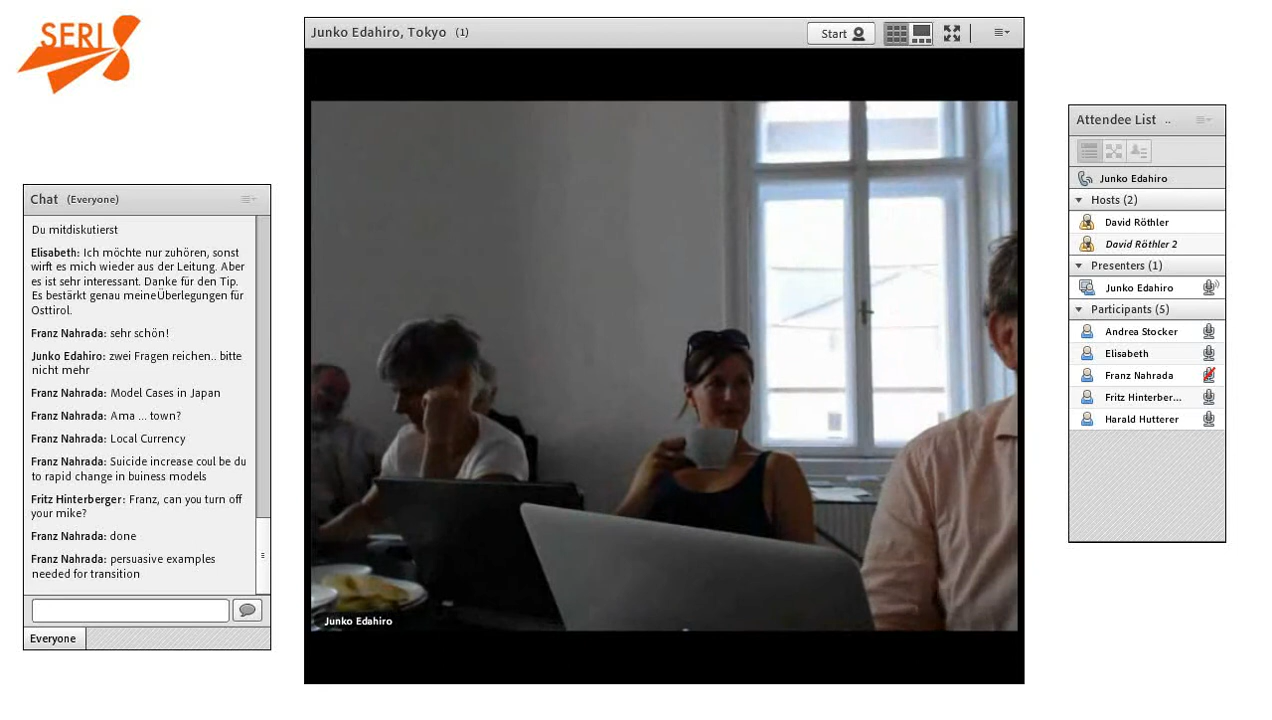 SERI
Junko Edahiro, Tokyo (1)
Start
Chat (Everyone)
Du mitdiskutierst
Elisabeth: Ich möchte nur zuhören, sonst
wirft es mich wieder aus der Leitung. Aber
es ist sehr interessant. Danke für den Tip.
Es bestärkt genau meineÜberlegungen für
Osttirol.
Franz Nahrada: sehr schön!
Junko Edahiro: zwei Fragen reichen.. bitte
nicht mehr
Franz Nahrada: Model Cases in Japan
Franz Nahrada: Ama ... town?
Franz Nahrada: Local Currency
Franz Nahrada: Suicide increase coul be du
to rapid change in buiness models
Fritz Hinterberger: Franz, can you turn off
your mike?
Franz Nahrada: done
Franz Nahrada: persuasive examples
needed for transition
Everyone
Junko Edahiro
Attendee List ..
Junko Edahiro
Hosts (2)
David Röthler
David Röthler 2
Presenters (1)
Junko Edahiro
Participants (5)
Andrea Stocker
Elisabeth
Franz Nahrada
Fritz Hinterber...
Harald Hutterer